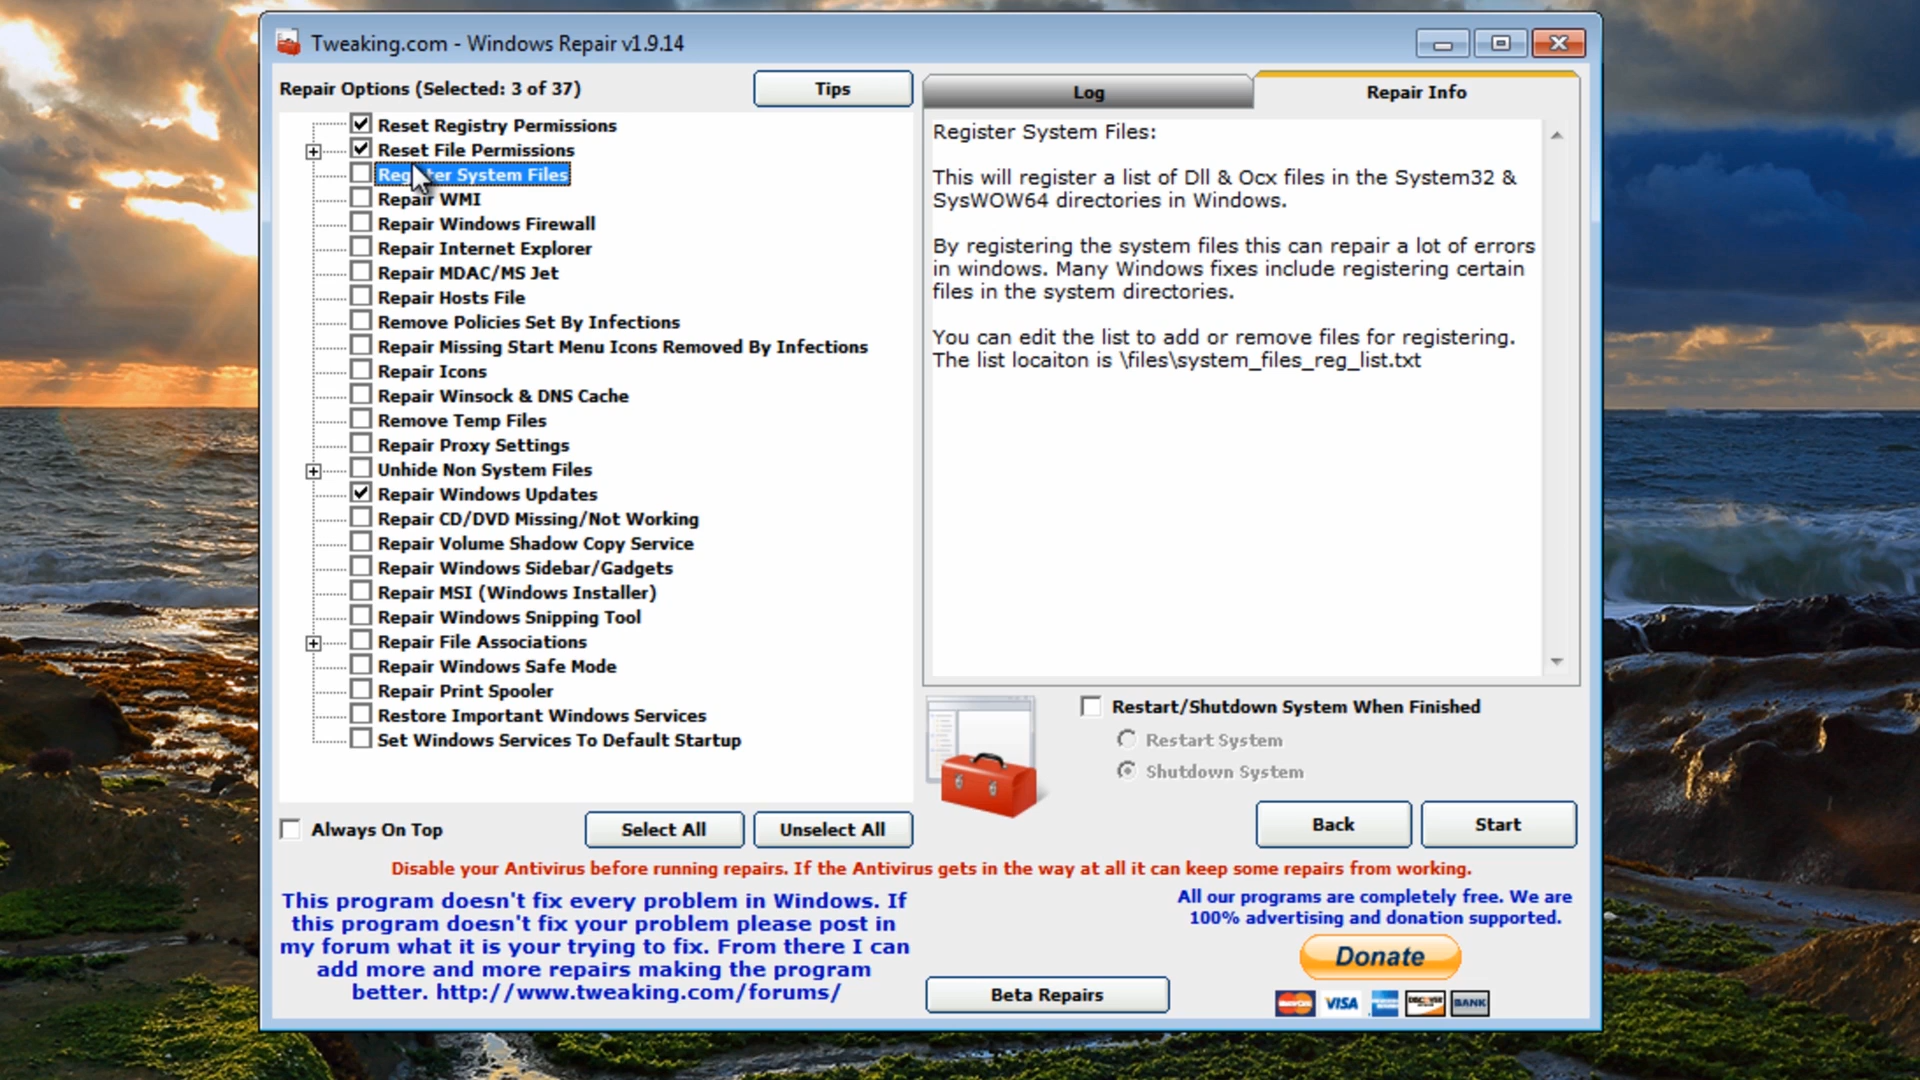 Tweaking.com - Windows Repair v1.9.14
Repair Options (Selected: 3 of 37)
Tips
Reset Registry Permissions
Reset File Permissions
Register System Files
Repair WMI
Repair Windows Firewall
Repair Internet Explorer
Repair MDAC/MS Jet
Repair Hosts File
Remove Policies Set By Infections
Repair Missing Start Menu Icons Removed By Infections
Repair Icons
Repair Winsock & DNS Cache
Remove Temp Files
Repair Proxy Settings
Unhide Non System Files
Repair Windows Updates
Repair CD/DVD Missing/Not Working
Repair Volume Shadow Copy Service
Repair Windows Sidebar/Gadgets
Repair MSI (Windows Installer)
Repair Windows Snipping Tool
Repair File Associations
Repair Windows Safe Mode
Repair Print Spooler
Restore Important Windows Services
Set Windows Services To Default Startup
Always On Top
Select All
Unselect All
Log
Repair Info
Register System Files:
This will register a list of Dll & Ocx files in the System32 &
SysWOW64 directories in Windows.
By registering the system files this can repair a lot of errors
in windows. Many Windows fixes include registering certain
files in the system directories.
You can edit the list to add or remove files for registering.
The list locaiton is \files\system_files_reg_list.txt
Restart/Shutdown System When Finished
Restart System
Shutdown System
Back
Start
Disable your Antivirus before running repairs. If the Antivirus gets in the way at all it can keep some repairs from working.
This program doesn't fix every problem in Windows. If
this program doesn't fix your problem please post in
my forum what it is your trying to fix. From there I can
add more and more repairs making the program
better. http://www.tweaking.com/forums/
Beta Repairs
All our programs are completely free. We are
100% advertising and donation supported.
Donate
MasterCard
VISA
DISCOVER
BANK